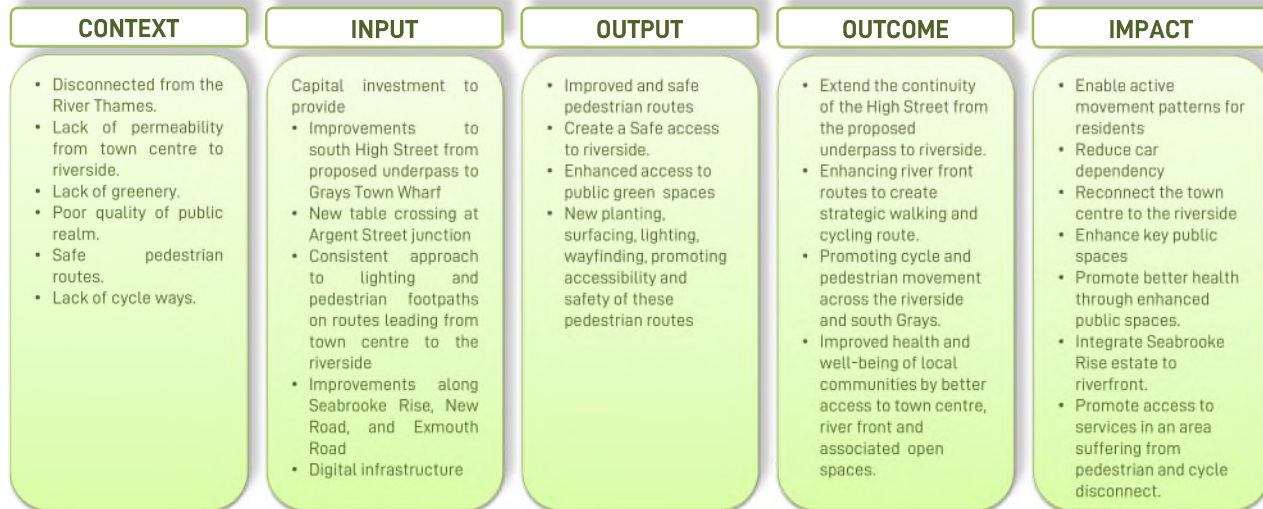 CONTEXT
• Disconnected from the
River Thames.
• Lack of permeability
from town centre to
riverside.
• Lack of greenery.
• Poor quality of public
realm.
• Safe pedestrian
routes.
• Lack of cycle ways.
INPUT
Capital investment to
provide
• Improvements to
south High Street from
proposed underpass to
Grays Town Wharf
• New table crossing at
Argent Street junction
• Consistent approach
to lighting and
pedestrian footpaths
on routes leading from
town centre to the
riverside
• Improvements along
Seabrooke Rise, New
Road, and Exmouth
Road
• Digital infrastructure
OUTPUT
• Improved and safe
pedestrian routes
• Create a Safe access
to riverside.
• Enhanced access to
public green spaces
• New planting,
surfacing, lighting,
wayfinding, promoting
accessibility and
safety of these
pedestrian routes
OUTCOME
• Extend the continuity
of the High Street from
the proposed
underpass to riverside.
• Enhancing river front
routes to create
strategic walking and
cycling route.
• Promoting cycle and
pedestrian movement
across the riverside
and south Grays.
• Improved health and
well-being of local
communities by better
access to town centre,
river front and
associated open
spaces.
IMPACT
• Enable active
movement patterns for
residents
• Reduce car
dependency
• Reconnect the town
centre to the riverside
• Enhance key public
spaces
• Promote better health
through enhanced
public spaces.
• Integrate Seabrooke
Rise estate to
riverfront.
• Promote access to
services in an area
suffering from
pedestrian and cycle
disconnect.